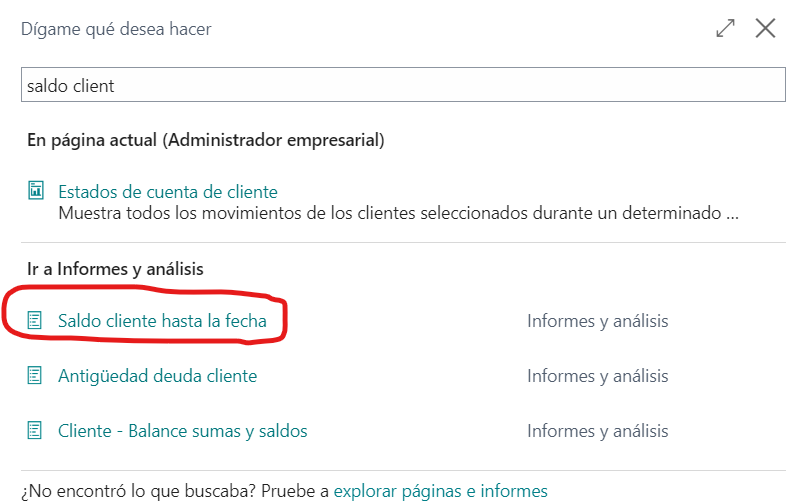 Dígame qué desea hacer
saldo client
En página actual (Administrador empresarial)
Estados de cuenta de cliente
Muestra todos los movimientos de los clientes seleccionados durante un determinado ...
Ir a Informes y análisis
Saldo cliente hasta la fecha Informes y análisis
Antigüedad deuda cliente Informes y análisis
Cliente - Balance sumas y saldos Informes y análisis
¿No encontró lo que buscaba? Pruebe a explorar páginas e informes